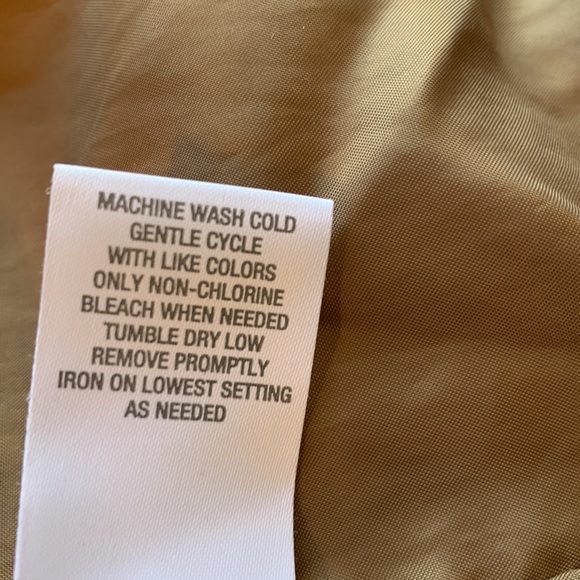 MACHINE WASH COLD
GENTLE CYCLE
WITH LIKE COLORS
ONLY NON-CHLORINE
BLEACH WHEN NEEDED
TUMBLE DRY LOW
REMOVE PROMPTLY
IRON ON LOWEST SETTING
AS NEEDED